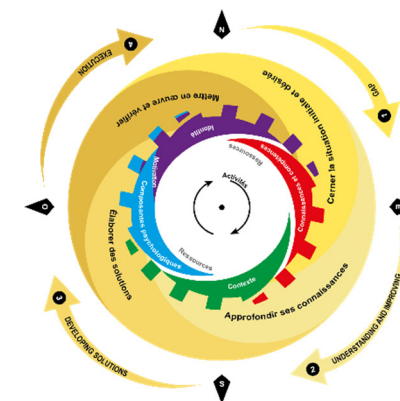 N
GAP
1
Cerner la situation initiale et désirée
E
UNDERSTANDING AND IMPROVING
2
Approfondir ses connaissances
S
DEVELOPING SOLUTIONS
3
Élaborer des solutions
O
EXECUTION
4
Mettre en œuvre et vérifier
Identité
Connaissances et compétences
Contexte
Composantes psychologiques
Motivation
Ressources
Activités
Ressources